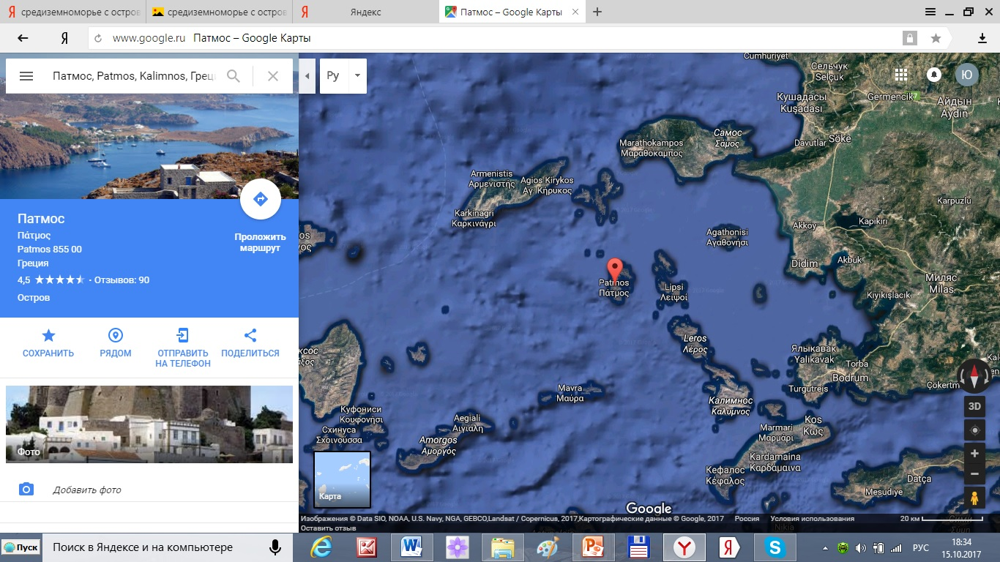 средиземноморье с остров
средиземноморье с остров
Яндекс
Патмос – Google Карты
www.google.ru Патмос – Google Карты
Патмос, Patmos, Kalimnos, Грец
Ру
Ю
Патмос
Πάτμος
Patmos 855 00
Греция
4,5 · Отзывов: 90
Остров
Проложить
маршрут
СОХРАНИТЬ
РЯДОМ
ОТПРАВИТЬ
НА ТЕЛЕФОН
ПОДЕЛИТЬСЯ
Фото
Добавить фото
Cumhuriyet
Сельчук
Selçuk
Кушадасы
Kuşadası
Germencik
Айдын
Aydın
Davutlar
Söke
Самос
Σάμος
Marathokampos
Μαραθόκαμπος
Armenistis
Αρμενιστής
Agios Kirykos
Αγ. Κήρυκος
Karkinagri
Καρκινάγρι
Karpuzlu
Akköy
Kapıkiri
Agathonisi
Αγαθονήσι
Didim
Akbük
Patmos
Πάτμος
Lipsi
Λειψοί
Миляс
Milas
Kıyıkışlacık
Leros
Λέρος
Ялыкавак
Yalıkavak
Torba
Bodrum
Turgutreis
Çökertm
Mavra
Μαύρα
Калимнос
Κάλυμνος
Куфониси
Κουφονήσι
Схинуса
Σχοινούσσα
Aegiali
Αιγιάλη
Amorgos
Αμοργός
Marmari
Μαρμάρι
Kos
Κως
Kardamaina
Καρδάμαινα
Кефалос
Κέφαλος
Datça
Mesudiye
3D
Карта
Google
Изображения © Data SIO, NOAA, U.S. Navy, NGA, GEBCO,Landsat / Copernicus, 2017,Картографические данные © Google, 2017 Россия Условия использования 20 км
Оставить отзыв
Пуск
Поиск в Яндексе и на компьютере
РУС
18:34
15.10.2017